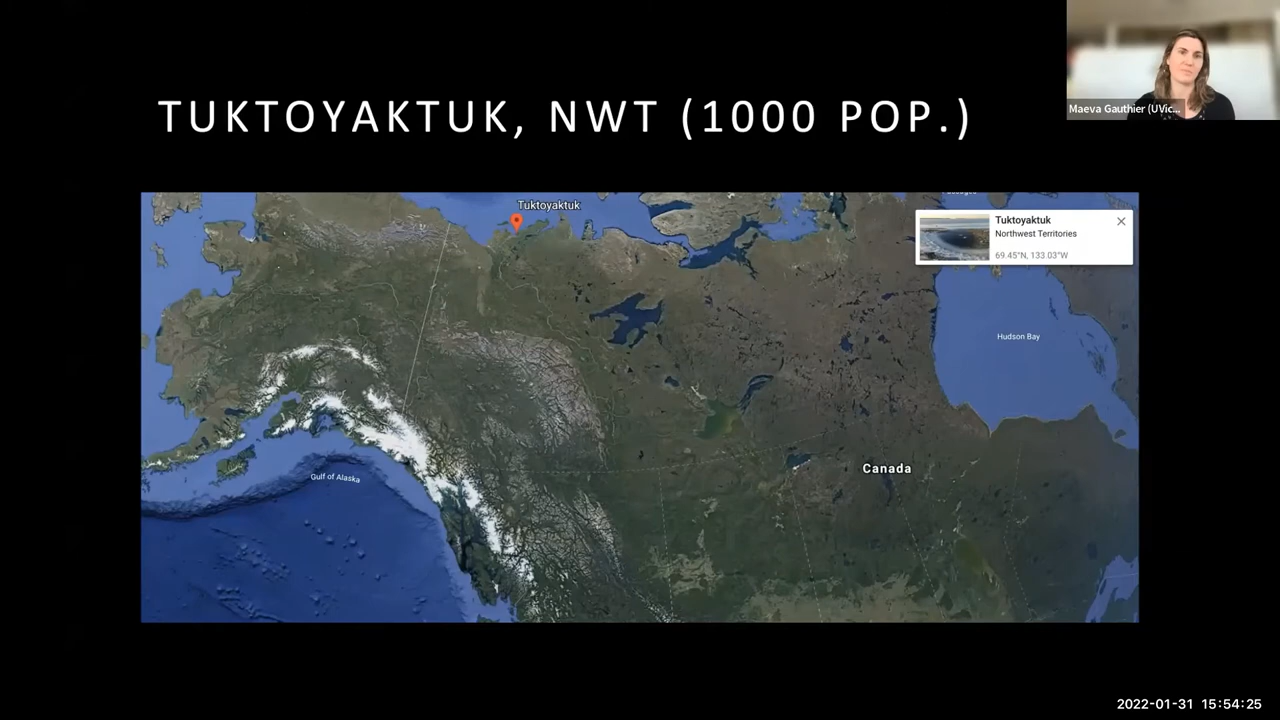 Maeva Gauthier (UVic...
TUKTOYAKTUK, NWT (1000 POP.)
Tuktoyaktuk
Tuktoyaktuk
Northwest Territories
69.45°N, 133.03°W
Hudson Bay
Canada
Gulf of Alaska
2022-01-31 15:54:25